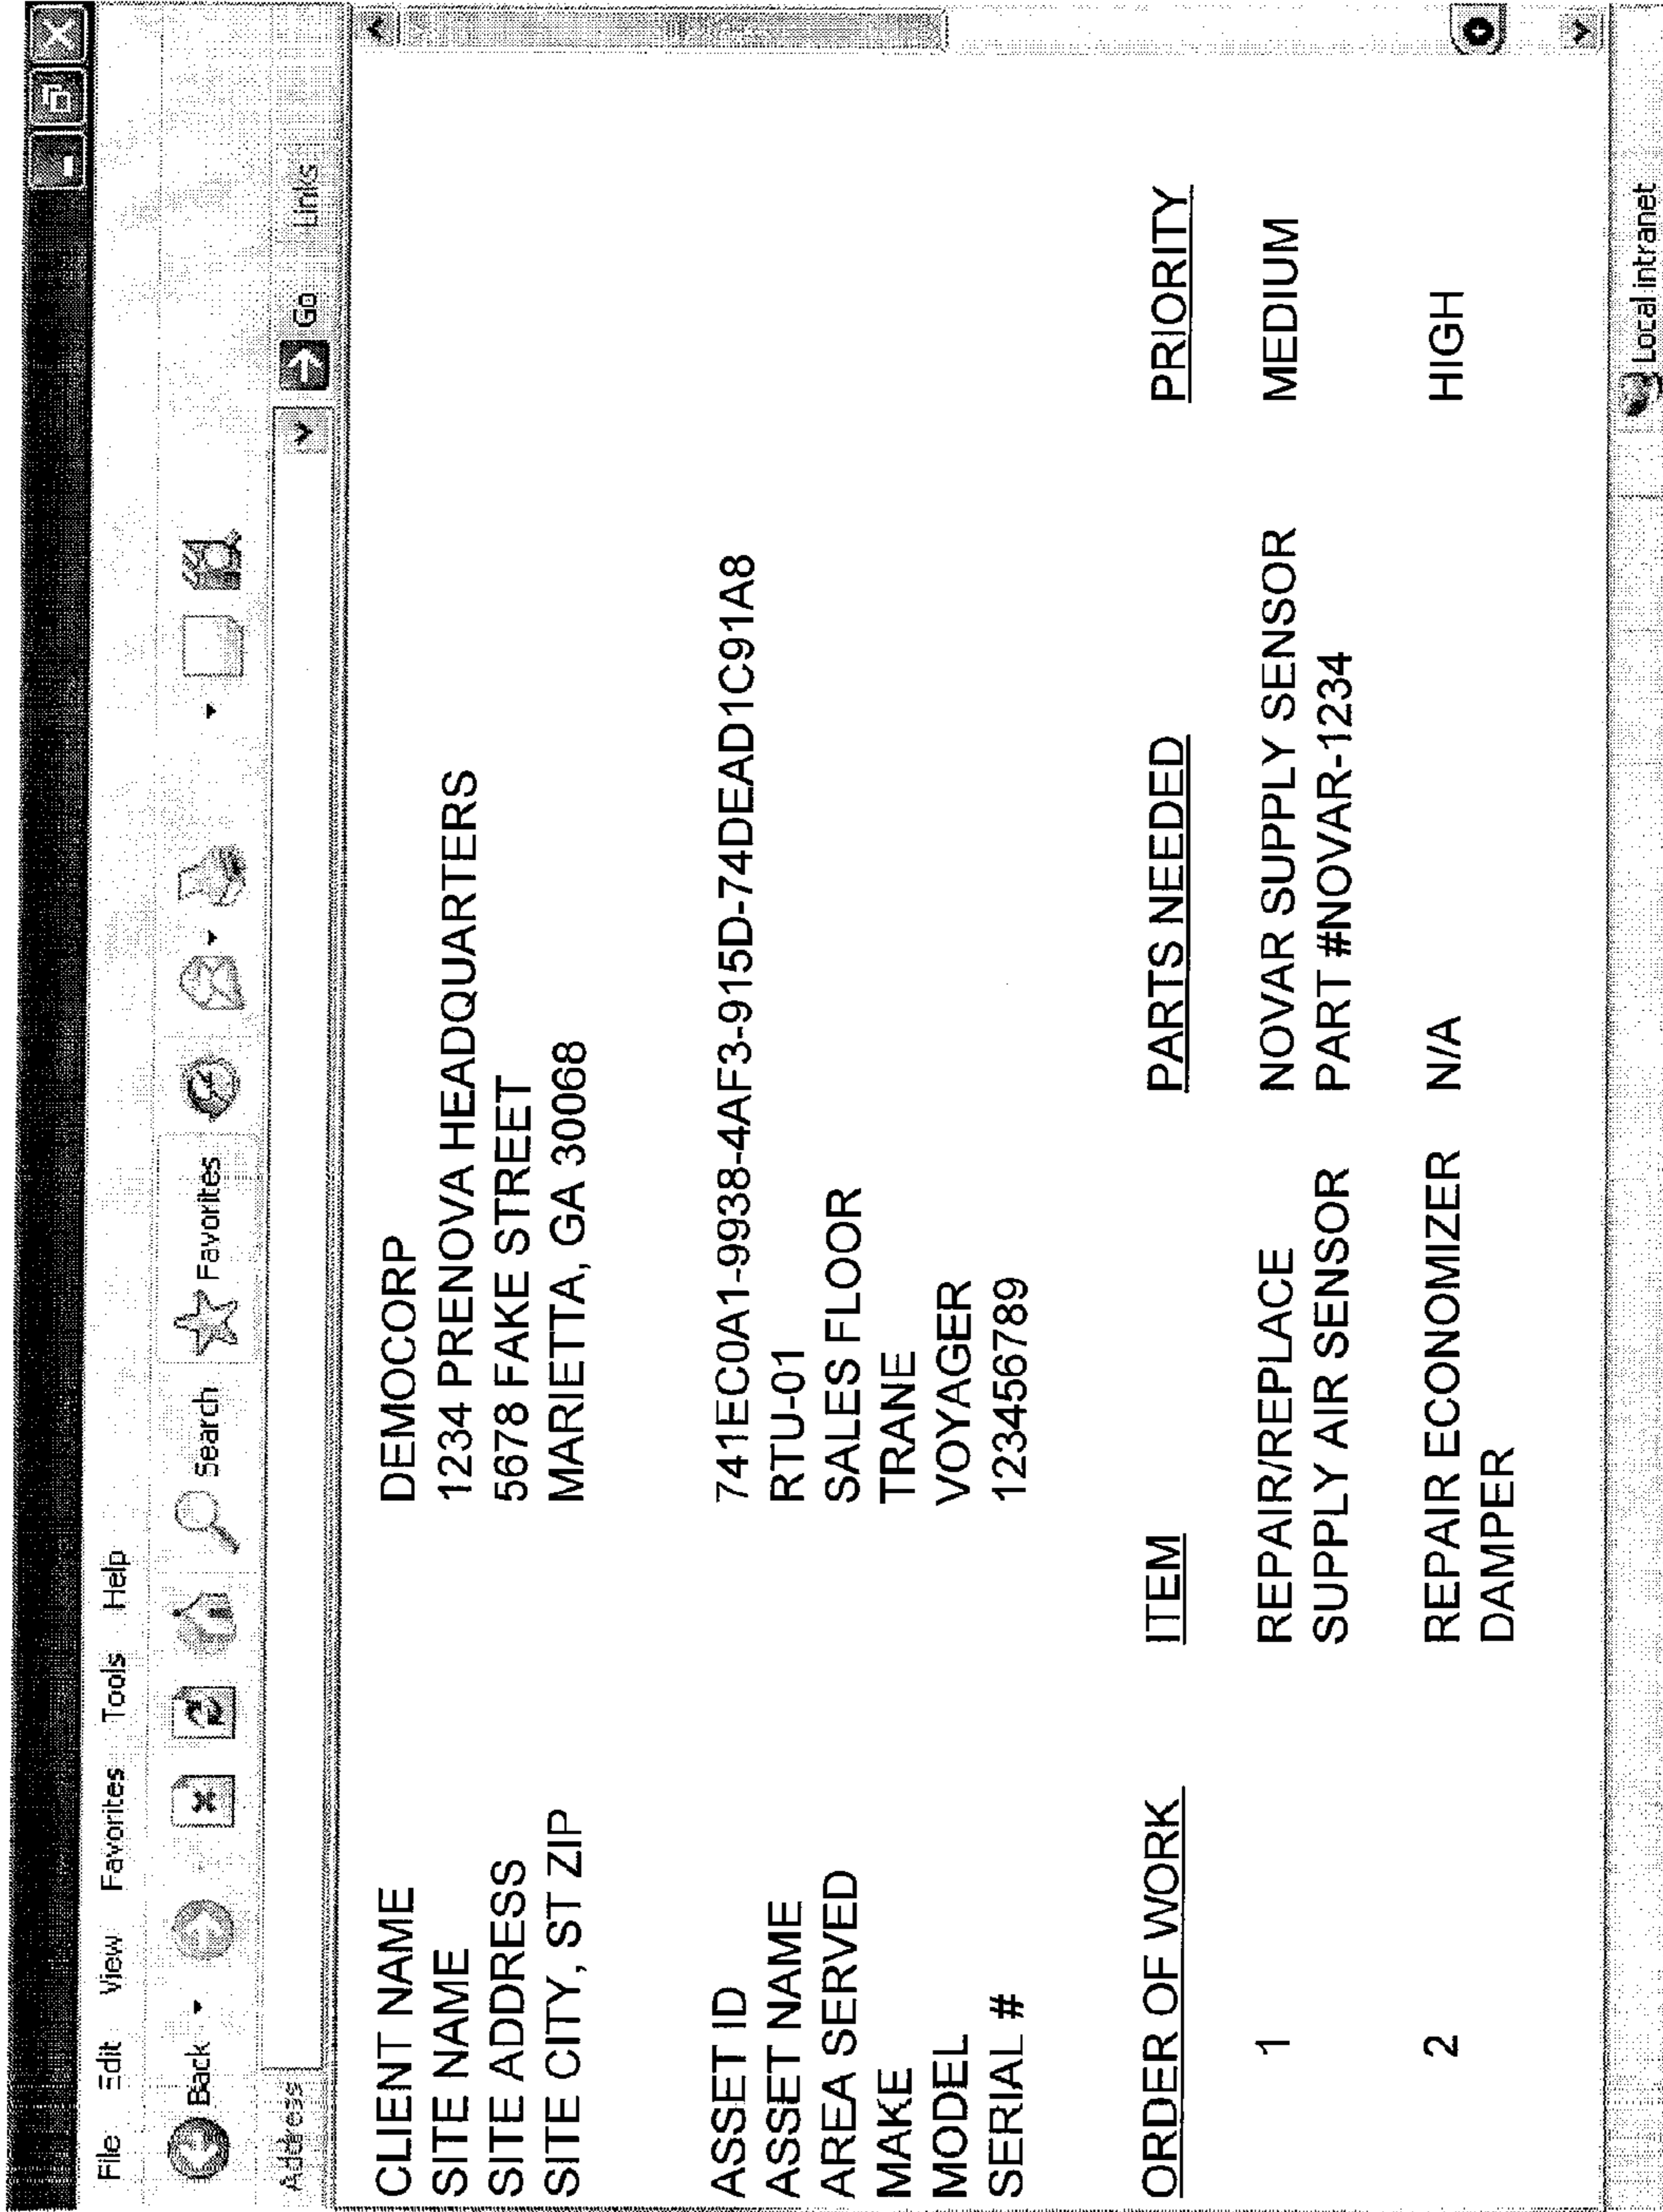 File Edit View Favorites Tools Help
Back Search Favorites
Address Go Links
CLIENT NAME DEMOCORP
SITE NAME 1234 PRENOVA HEADQUARTERS
SITE ADDRESS 5678 FAKE STREET
SITE CITY, ST ZIP MARIETTA, GA 30068
ASSET ID 741EC0A1-9938-4AF3-915D-74DEAD1C91A8
ASSET NAME RTU-01
AREA SERVED SALES FLOOR
MAKE TRANE
MODEL VOYAGER
SERIAL # 123456789
ORDER OF WORK ITEM PARTS NEEDED PRIORITY
1 REPAIR/REPLACE NOVAR SUPPLY SENSOR MEDIUM
SUPPLY AIR SENSOR PART #NOVAR-1234
2 REPAIR ECONOMIZER N/A HIGH
DAMPER
Local intranet